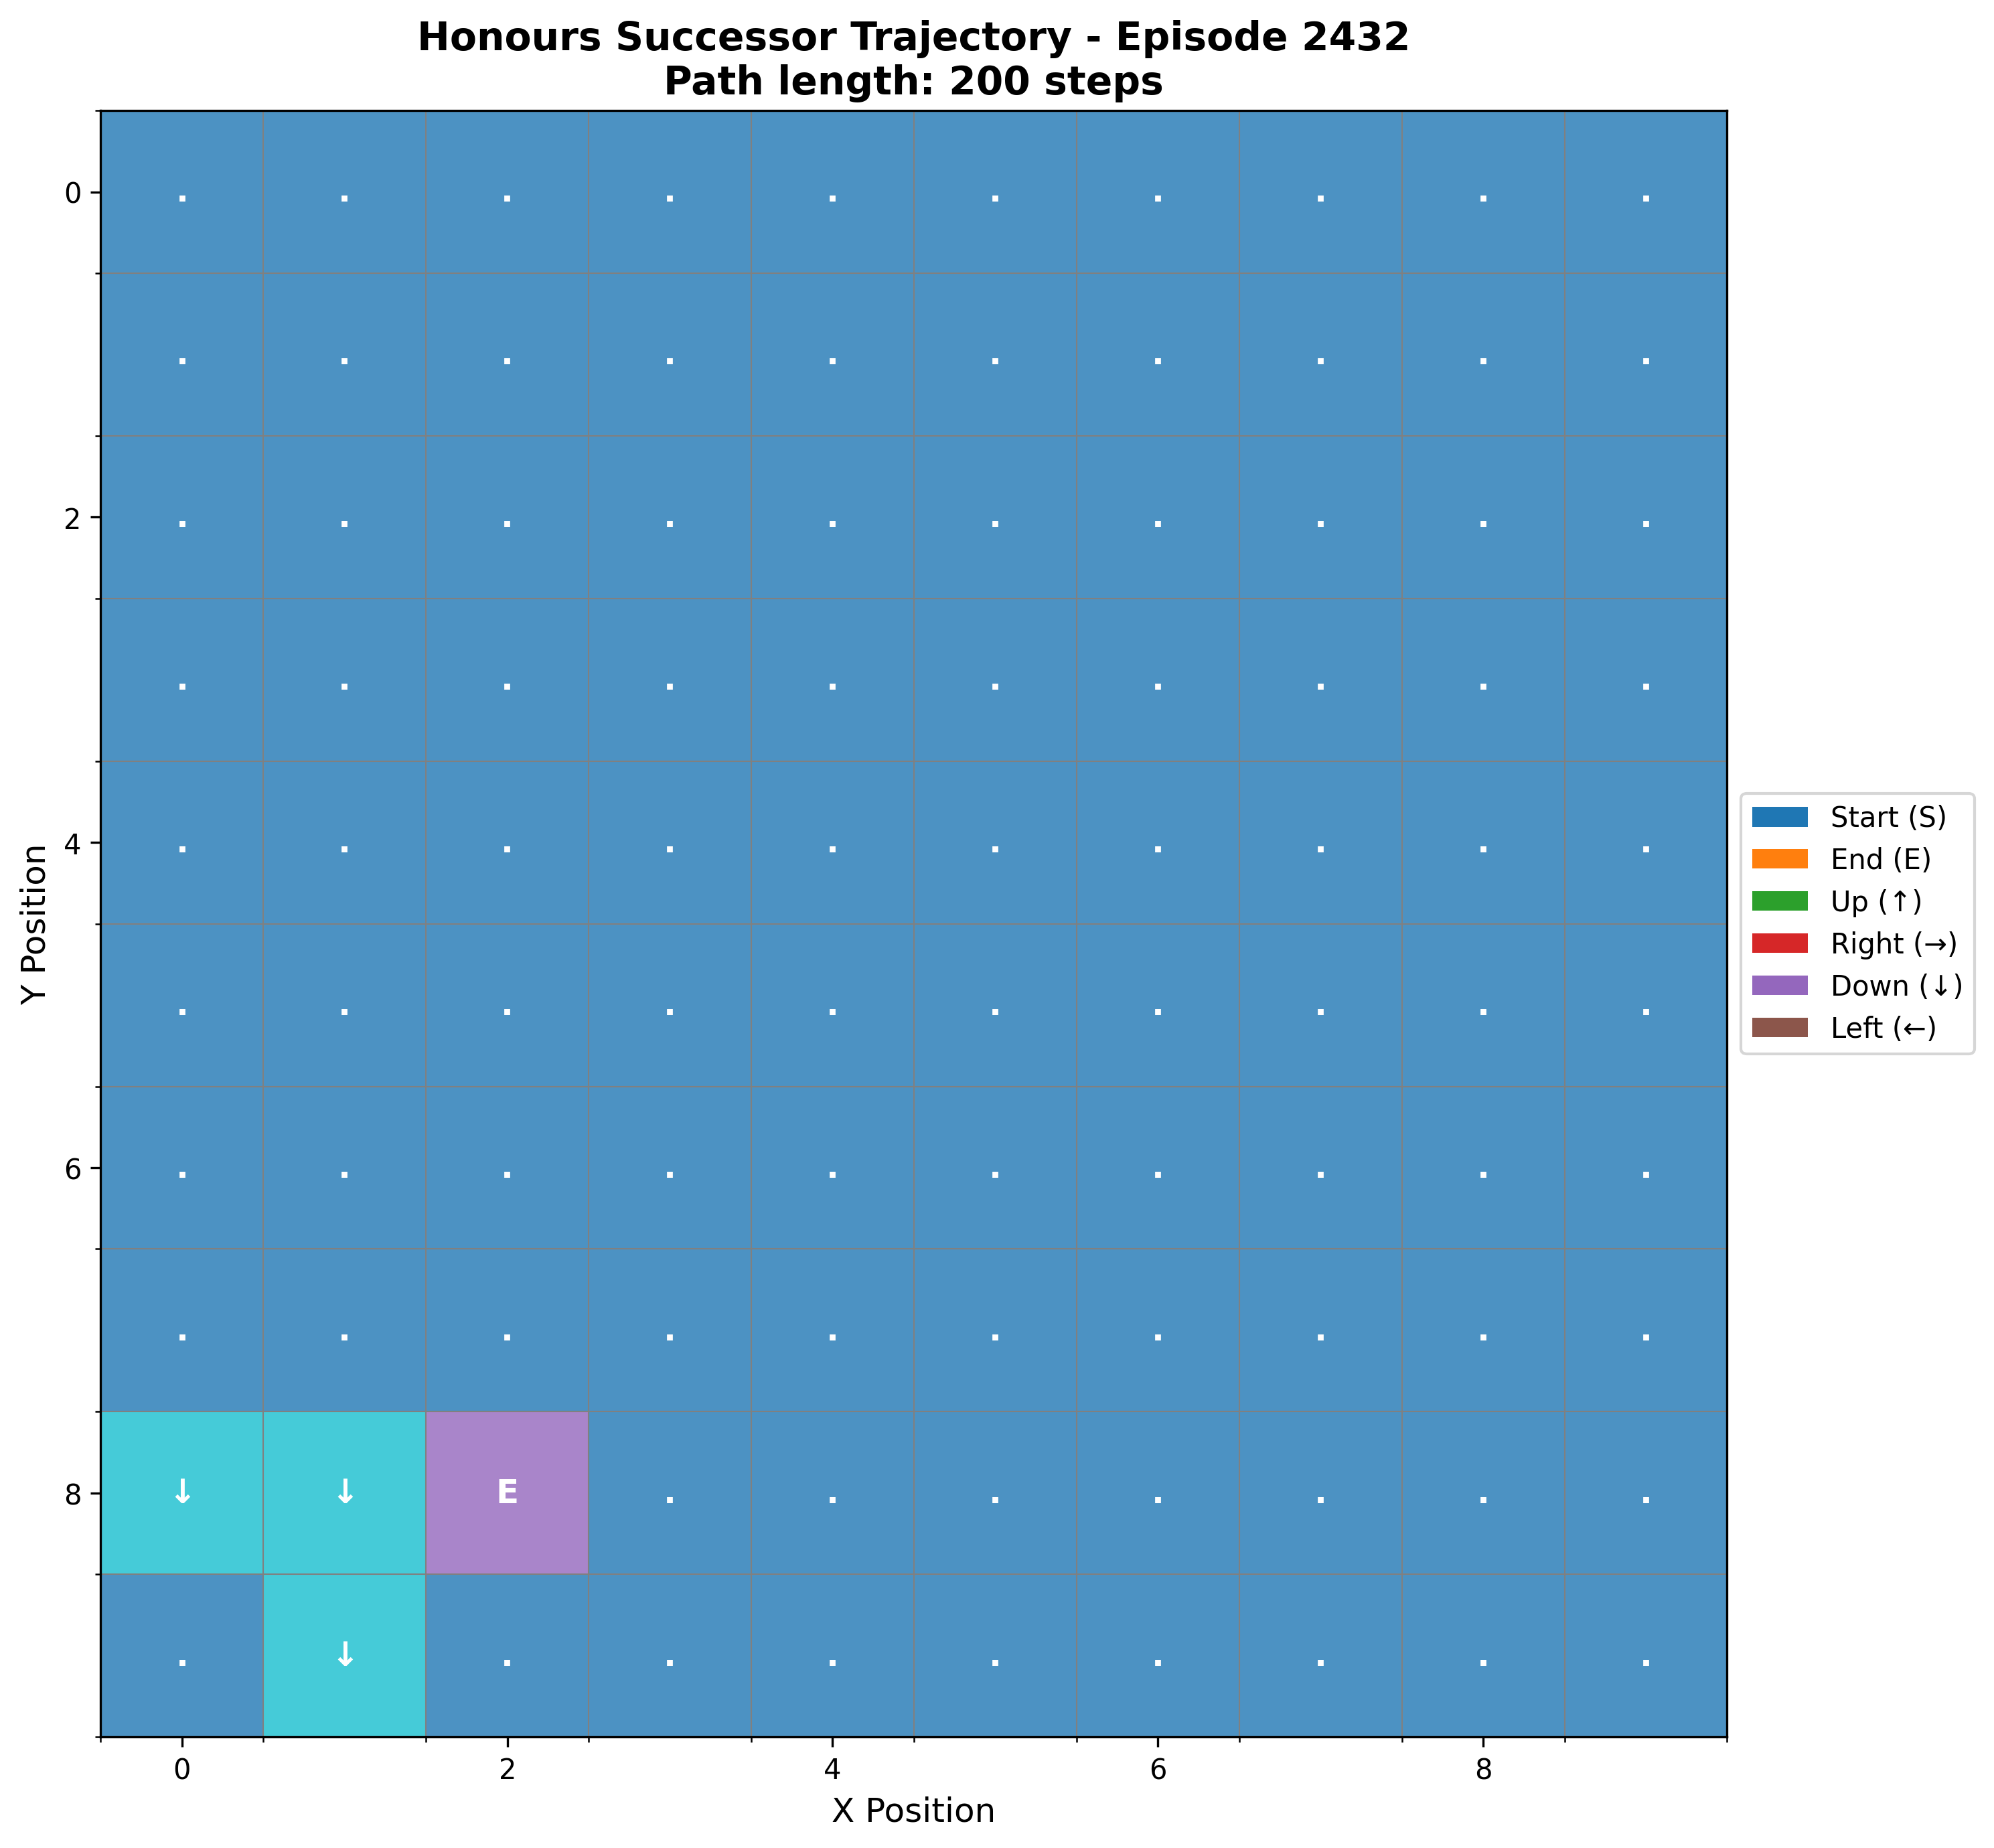 Honours Successor Trajectory - Episode 2432
Path length: 200 steps
0
2
4
6
8
Y Position
↓ ↓ E
↓
0 2 4 6 8
X Position
Start (S)
End (E)
Up (↑)
Right (→)
Down (↓)
Left (←)